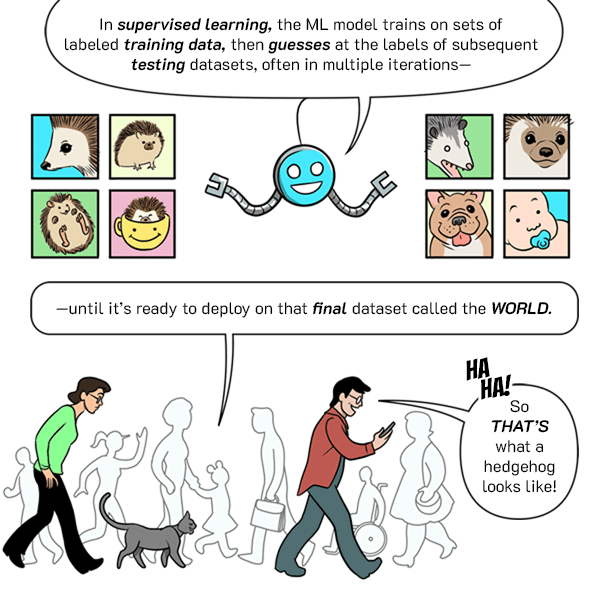 In supervised learning, the ML model trains on sets of
labeled training data, then guesses at the labels of subsequent
testing datasets, often in multiple iterations—
—until it's ready to deploy on that final dataset called the WORLD.
HA
HA!
So
THAT'S
what a
hedgehog
looks like!